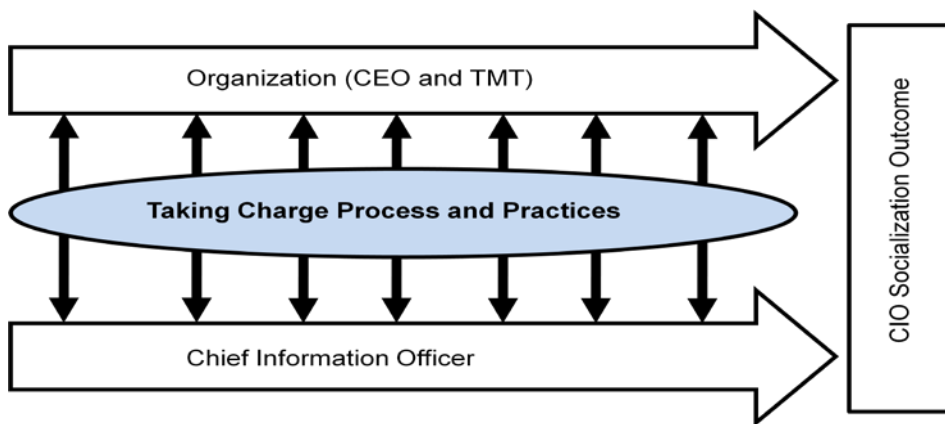 Organization (CEO and TMT)
Taking Charge Process and Practices
Chief Information Officer
CIO Socialization Outcome